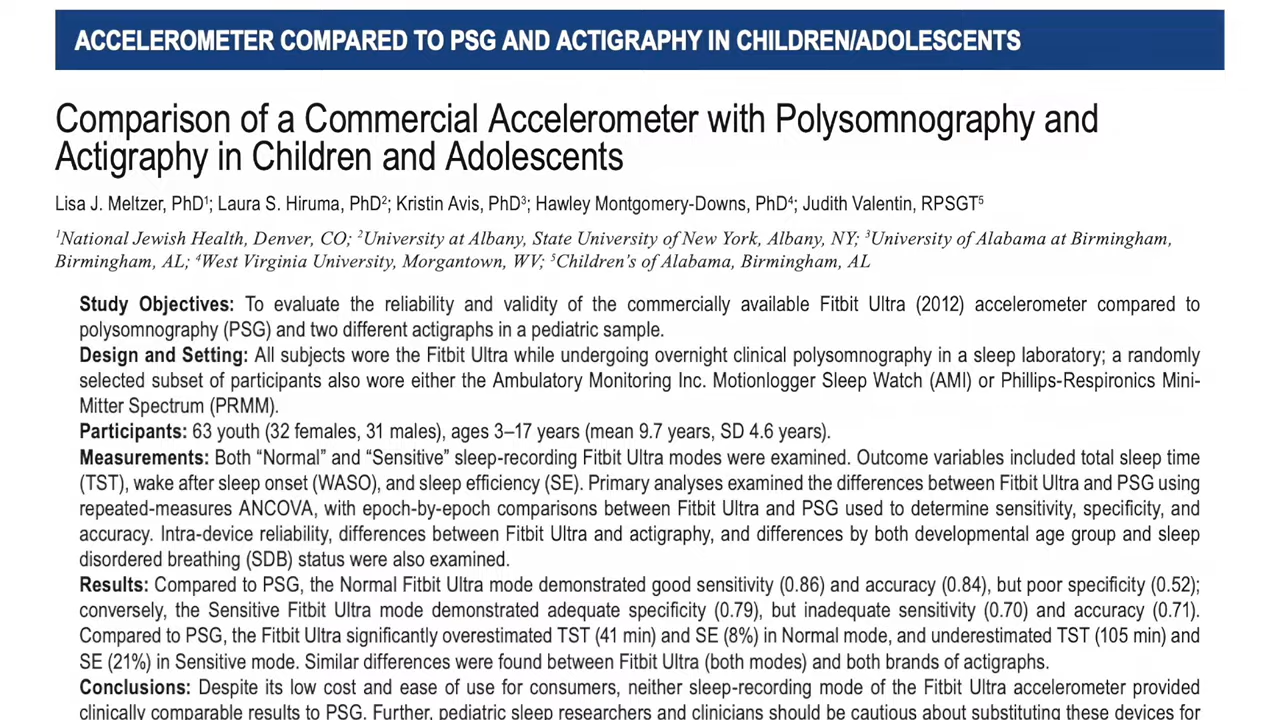 ACCELEROMETER COMPARED TO PSG AND ACTIGRAPHY IN CHILDREN/ADOLESCENTS
Comparison of a Commercial Accelerometer with Polysomnography and
Actigraphy in Children and Adolescents
Lisa J. Meltzer, PhD¹; Laura S. Hiruma, PhD²; Kristin Avis, PhD³; Hawley Montgomery-Downs, PhD⁴; Judith Valentin, RPSGT⁵
¹National Jewish Health, Denver, CO; ²University at Albany, State University of New York, Albany, NY; ³University of Alabama at Birmingham,
Birmingham, AL; ⁴West Virginia University, Morgantown, WV; ⁵Children’s of Alabama, Birmingham, AL
Study Objectives: To evaluate the reliability and validity of the commercially available Fitbit Ultra (2012) accelerometer compared to
polysomnography (PSG) and two different actigraphs in a pediatric sample.
Design and Setting: All subjects wore the Fitbit Ultra while undergoing overnight clinical polysomnography in a sleep laboratory; a randomly
selected subset of participants also wore either the Ambulatory Monitoring Inc. Motionlogger Sleep Watch (AMI) or Phillips-Respironics Mini-
Mitter Spectrum (PRMM).
Participants: 63 youth (32 females, 31 males), ages 3–17 years (mean 9.7 years, SD 4.6 years).
Measurements: Both “Normal” and “Sensitive” sleep-recording Fitbit Ultra modes were examined. Outcome variables included total sleep time
(TST), wake after sleep onset (WASO), and sleep efficiency (SE). Primary analyses examined the differences between Fitbit Ultra and PSG using
repeated-measures ANCOVA, with epoch-by-epoch comparisons between Fitbit Ultra and PSG used to determine sensitivity, specificity, and
accuracy. Intra-device reliability, differences between Fitbit Ultra and actigraphy, and differences by both developmental age group and sleep
disordered breathing (SDB) status were also examined.
Results: Compared to PSG, the Normal Fitbit Ultra mode demonstrated good sensitivity (0.86) and accuracy (0.84), but poor specificity (0.52);
conversely, the Sensitive Fitbit Ultra mode demonstrated adequate specificity (0.79), but inadequate sensitivity (0.70) and accuracy (0.71).
Compared to PSG, the Fitbit Ultra significantly overestimated TST (41 min) and SE (8%) in Normal mode, and underestimated TST (105 min) and
SE (21%) in Sensitive mode. Similar differences were found between Fitbit Ultra (both modes) and both brands of actigraphs.
Conclusions: Despite its low cost and ease of use for consumers, neither sleep-recording mode of the Fitbit Ultra accelerometer provided
clinically comparable results to PSG. Further, pediatric sleep researchers and clinicians should be cautious about substituting these devices for